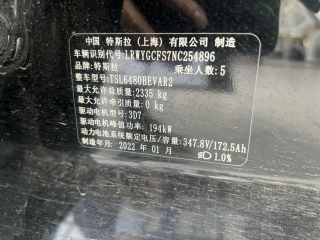 中国 特斯拉（上海）有限公司 制造
车辆识别代号:LRWYGCFS7NC254896
品牌:特斯拉 乘坐人数:5
整车型号:TSL6480BEVAR2
最大允许总质量:2335 kg
最大允许牵引质量:0 kg
驱动电机型号:3D7
驱动电机峰值功率:194kW
动力电池系统额定电压/容量:347.8V/172.5Ah
制造年月:2022 年 01 月 1.0%